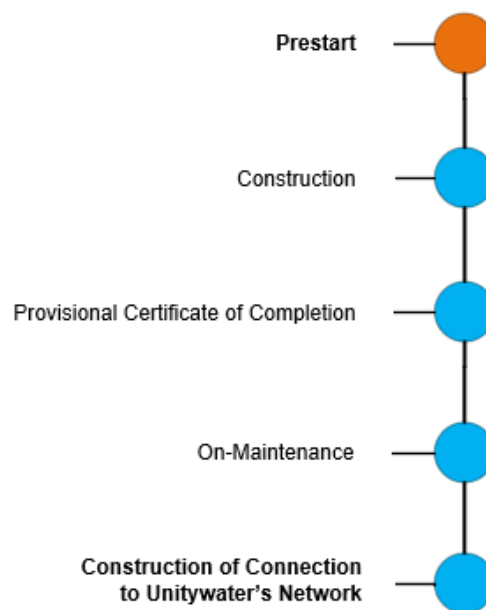 Prestart
Construction
Provisional Certificate of Completion
On-Maintenance
Construction of Connection
to Unitywater's Network